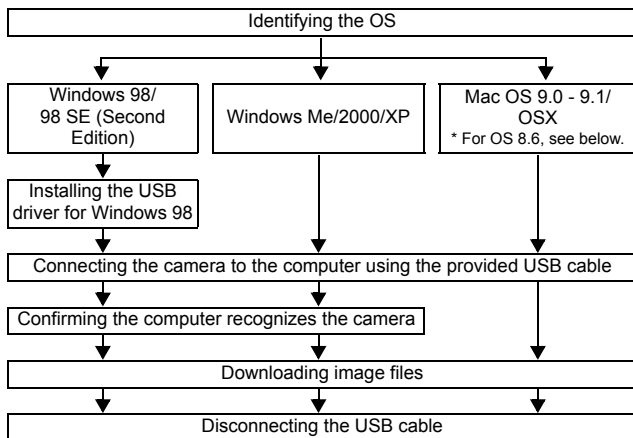 Identifying the OS
Windows 98/
98 SE (Second
Edition)
Windows Me/2000/XP
Mac OS 9.0 - 9.1/
OSX
* For OS 8.6, see below.
Installing the USB
driver for Windows 98
Connecting the camera to the computer using the provided USB cable
Confirming the computer recognizes the camera
Downloading image files
Disconnecting the USB cable